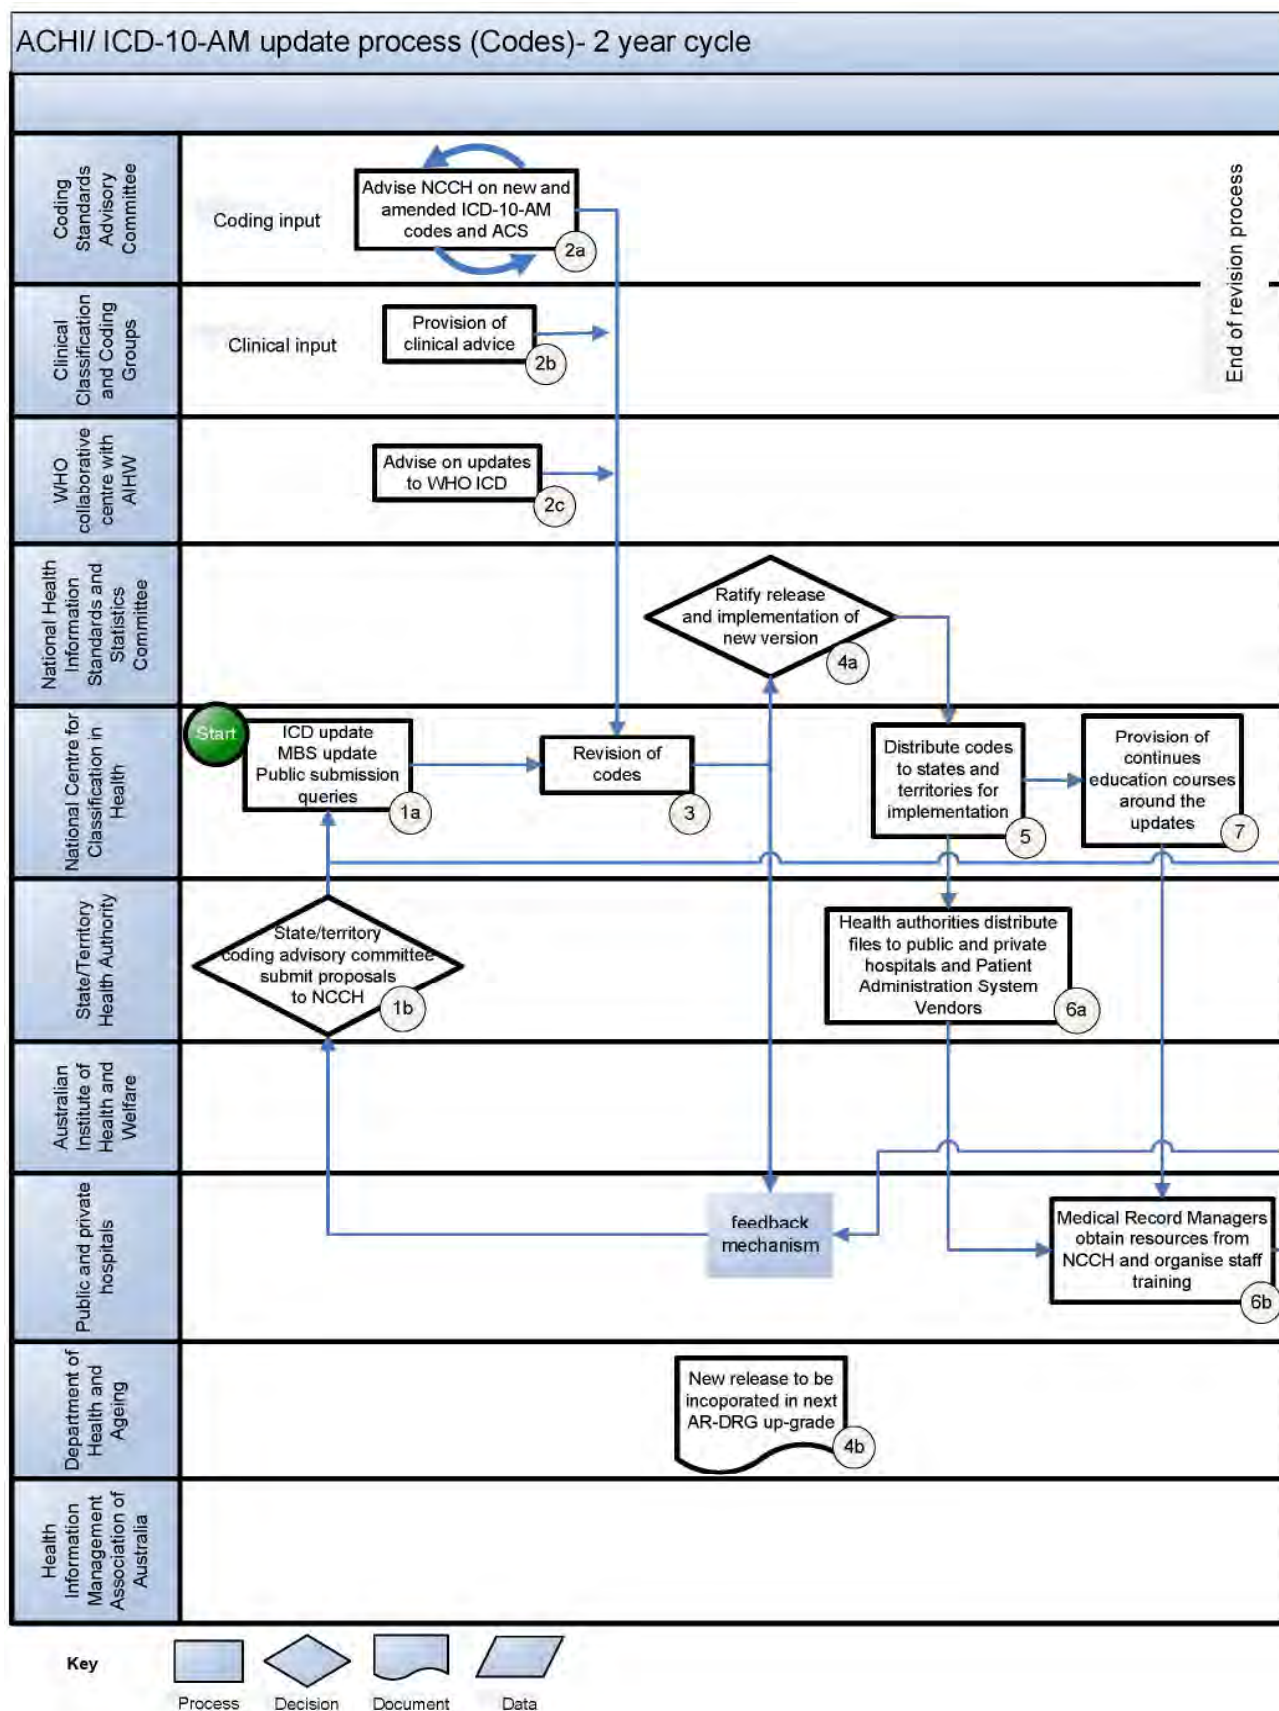 ACHI/ ICD-10-AM update process (Codes)- 2 year cycle
Coding
Standards
Advisory
Committee
Coding input
Advise NCCH on new and
amended ICD-10-AM
codes and ACS
2a
End of revision process
Clinical
Classification
and Coding
Groups
Clinical input
Provision of
clinical advice
2b
WHO
collaborative
centre with
AIHW
Advise on updates
to WHO ICD
2c
National Health
Information
Standards and
Statistics
Committee
Ratify release
and implementation of
new version
4a
National Centre for
Classification in
Health
Start
ICD update
MBS update
Public submission
queries
1a
Revision of
codes
3
Distribute codes
to states and
territories for
implementation
5
Provision of
continues
education courses
around the
updates
7
State/Territory
Health Authority
State/territory
coding advisory committee
submit proposals
to NCCH
1b
Health authorities distribute
files to public and private
hospitals and Patient
Administration System
Vendors
6a
Australian
Institute of
Health and
Welfare
Public and private
hospitals
feedback
mechanism
Medical Record Managers
obtain resources from
NCCH and organise staff
training
6b
Department of
Health and
Ageing
New release to be
incoporated in next
AR-DRG up-grade
4b
Health
Information
Management
Association of
Australia
Key
Process
Decision
Document
Data